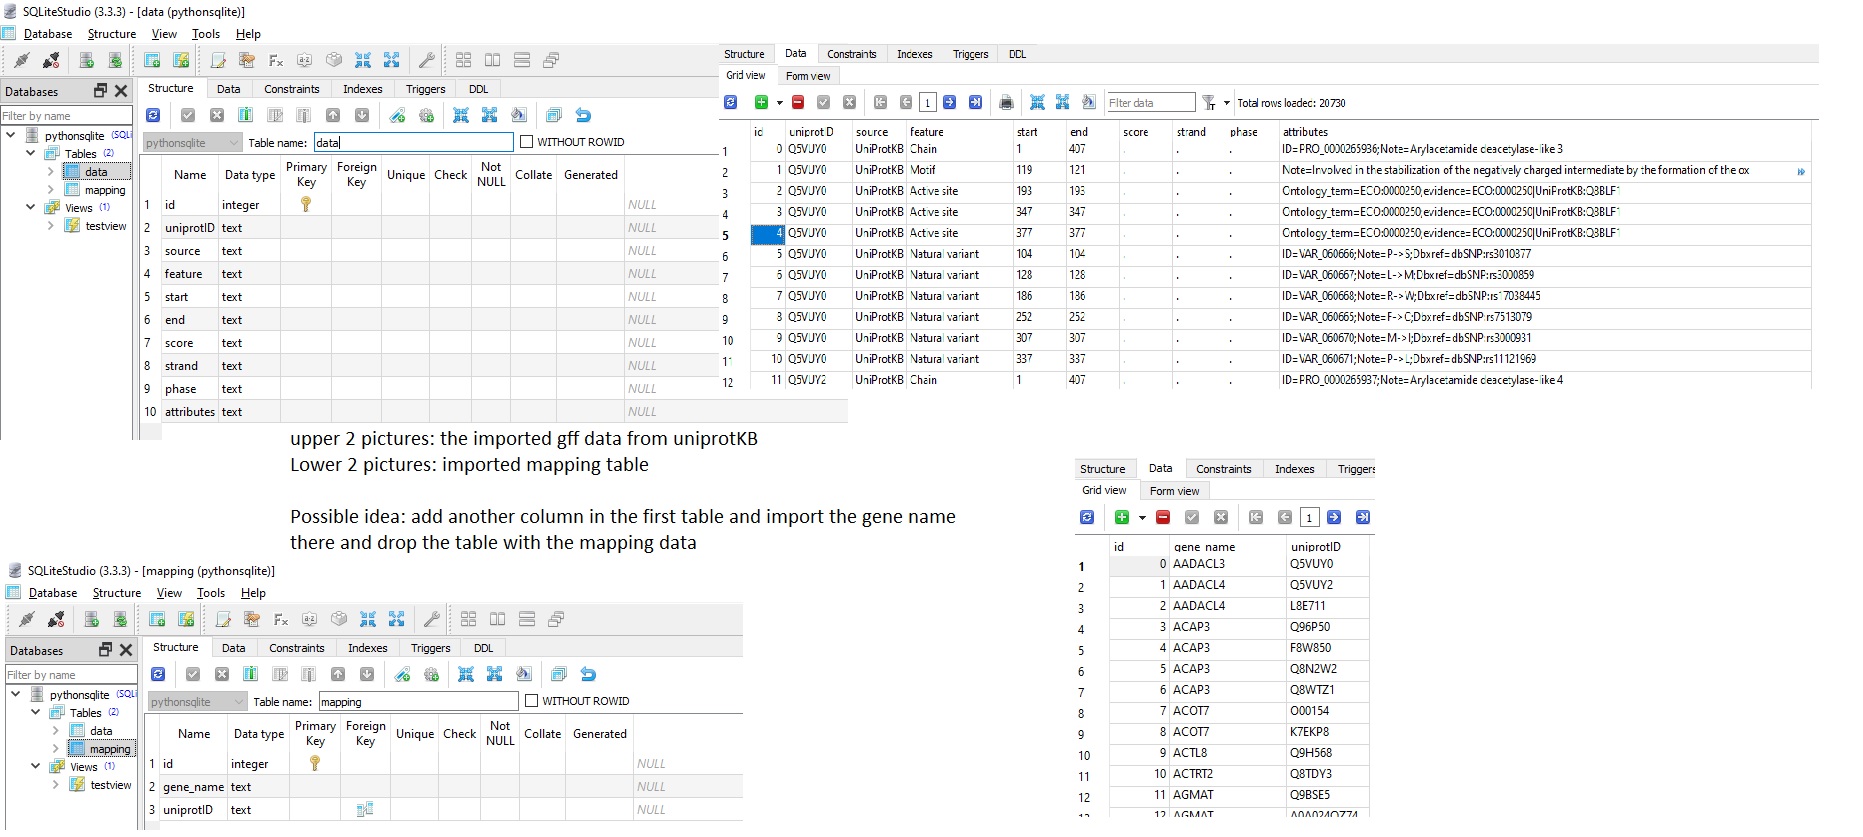 SQLiteStudio (3.3.3) - [data (pythonsqlite)]
Database Structure View Tools Help
Databases
Filter by name
pythonsqlite (SQLi
Tables (2)
data
mapping
Views (1)
testview
Structure Data Constraints Indexes Triggers DDL
pythonsqlite Table name: data WITHOUT ROWID
Name Data type Primary Key Foreign Key Unique Check Not NULL Collate Generated
1 id integer NULL
2 uniprotID text NULL
3 source text NULL
4 feature text NULL
5 start text NULL
6 end text NULL
7 score text NULL
8 strand text NULL
9 phase text NULL
10 attributes text NULL
Structure Data Constraints Indexes Triggers DDL
Grid view Form view
1 Filter data Total rows loaded: 20730
id uniprotID source feature start end score strand phase attributes
1 0 Q5VUY0 UniProtKB Chain 1 407 . . . ID=PRO_0000265936;Note=Arylacetamide deacetylase-like 3
2 1 Q5VUY0 UniProtKB Motif 119 121 . . . Note=Involved in the stabilization of the negatively charged intermediate by the formation of the ox
3 2 Q5VUY0 UniProtKB Active site 193 193 . . . Ontology_term=ECO:0000250;evidence=ECO:0000250|UniProtKB:Q8BLF1
4 3 Q5VUY0 UniProtKB Active site 347 347 . . . Ontology_term=ECO:0000250;evidence=ECO:0000250|UniProtKB:Q8BLF1
5 4 Q5VUY0 UniProtKB Active site 377 377 . . . Ontology_term=ECO:0000250;evidence=ECO:0000250|UniProtKB:Q8BLF1
6 5 Q5VUY0 UniProtKB Natural variant 104 104 . . . ID=VAR_060666;Note=P->S;Dbxref=dbSNP:rs3010877
7 6 Q5VUY0 UniProtKB Natural variant 128 128 . . . ID=VAR_060667;Note=L->M;Dbxref=dbSNP:rs3000859
8 7 Q5VUY0 UniProtKB Natural variant 186 186 . . . ID=VAR_060668;Note=R->W;Dbxref=dbSNP:rs17038445
9 8 Q5VUY0 UniProtKB Natural variant 252 252 . . . ID=VAR_060665;Note=F->C;Dbxref=dbSNP:rs7513079
10 9 Q5VUY0 UniProtKB Natural variant 307 307 . . . ID=VAR_060670;Note=M->I;Dbxref=dbSNP:rs3000931
11 10 Q5VUY0 UniProtKB Natural variant 337 337 . . . ID=VAR_060671;Note=P->L;Dbxref=dbSNP:rs11121969
12 11 Q5VUY2 UniProtKB Chain 1 407 . . . ID=PRO_0000265937;Note=Arylacetamide deacetylase-like 4
upper 2 pictures: the imported gff data from uniprotKB
Lower 2 pictures: imported mapping table
Possible idea: add another column in the first table and import the gene name
there and drop the table with the mapping data
SQLiteStudio (3.3.3) - [mapping (pythonsqlite)]
Database Structure View Tools Help
Databases
Filter by name
pythonsqlite (SQLi
Tables (2)
data
mapping
Views (1)
testview
Structure Data Constraints Indexes Triggers DDL
pythonsqlite Table name: mapping WITHOUT ROWID
Name Data type Primary Key Foreign Key Unique Check Not NULL Collate Generated
1 id integer NULL
2 gene_name text NULL
3 uniprotID text NULL
Structure Data Constraints Indexes Triggers
Grid view Form view
1
id gene_name uniprotID
1 0 AADACL3 Q5VUY0
2 1 AADACL4 Q5VUY2
3 2 AADACL4 L8E711
4 3 ACAP3 Q96P50
5 4 ACAP3 F8W850
6 5 ACAP3 Q8N2W2
7 6 ACAP3 Q8WTZ1
8 7 ACOT7 O00154
9 8 ACOT7 K7EKP8
10 9 ACTL8 Q9H568
11 10 ACTRT2 Q8TDY3
12 11 AGMAT Q9BSE5
12 AGMAT A0A024QZ74